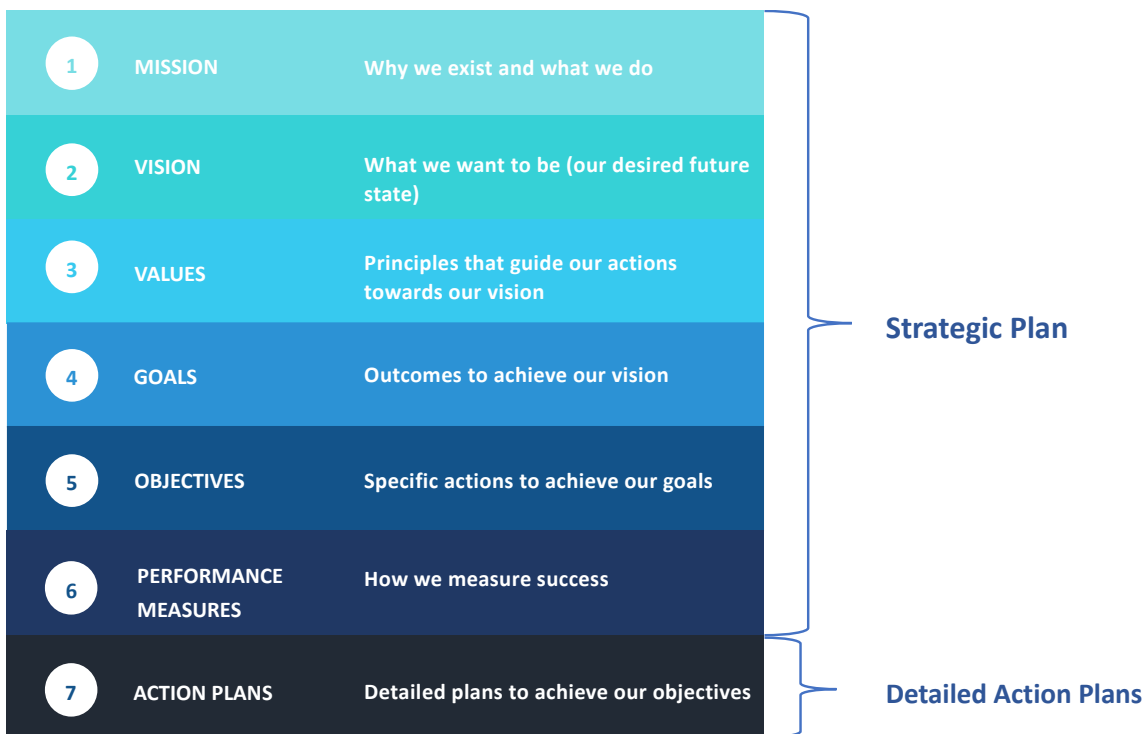 1 MISSION Why we exist and what we do
2 VISION What we want to be (our desired future
state)
3 VALUES Principles that guide our actions
towards our vision
Strategic Plan
4 GOALS Outcomes to achieve our vision
5 OBJECTIVES Specific actions to achieve our goals
6 PERFORMANCE
MEASURES
How we measure success
7 ACTION PLANS Detailed plans to achieve our objectives
Detailed Action Plans